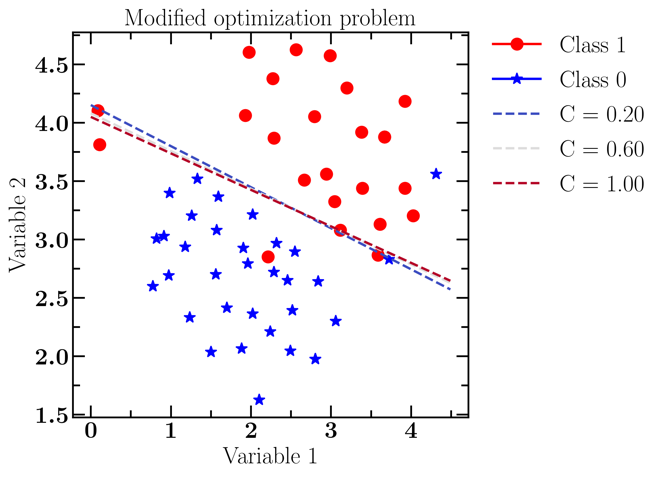 Modified optimization problem
Class 1
Class 0
C = 0.20
C = 0.60
C = 1.00
4.5
4.0
3.5
3.0
2.5
2.0
1.5
Variable 2
0 1 2 3 4
Variable 1